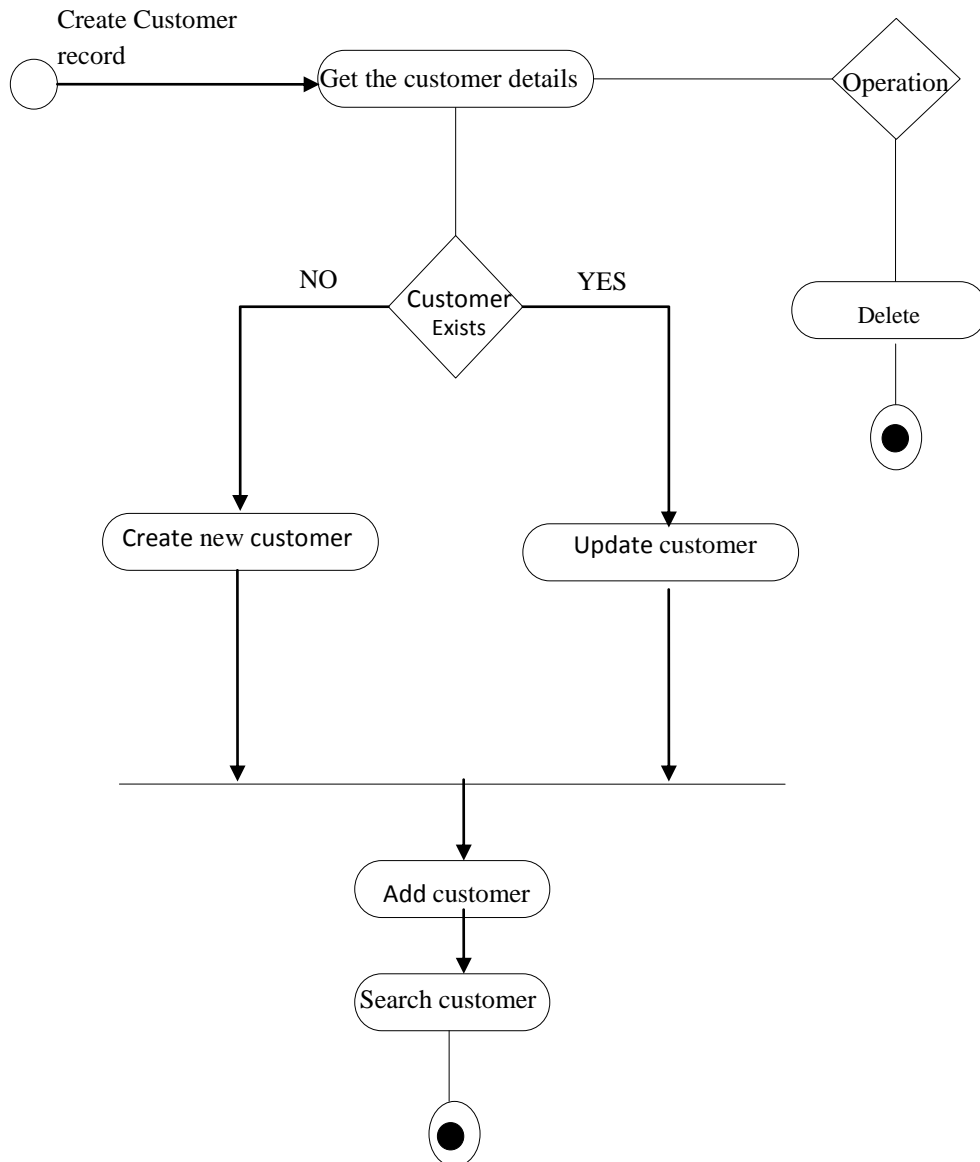 Create Customer
record
Get the customer details
Operation
NO
YES
Customer
Exists
Delete
Create new customer
Update customer
Add customer
Search customer